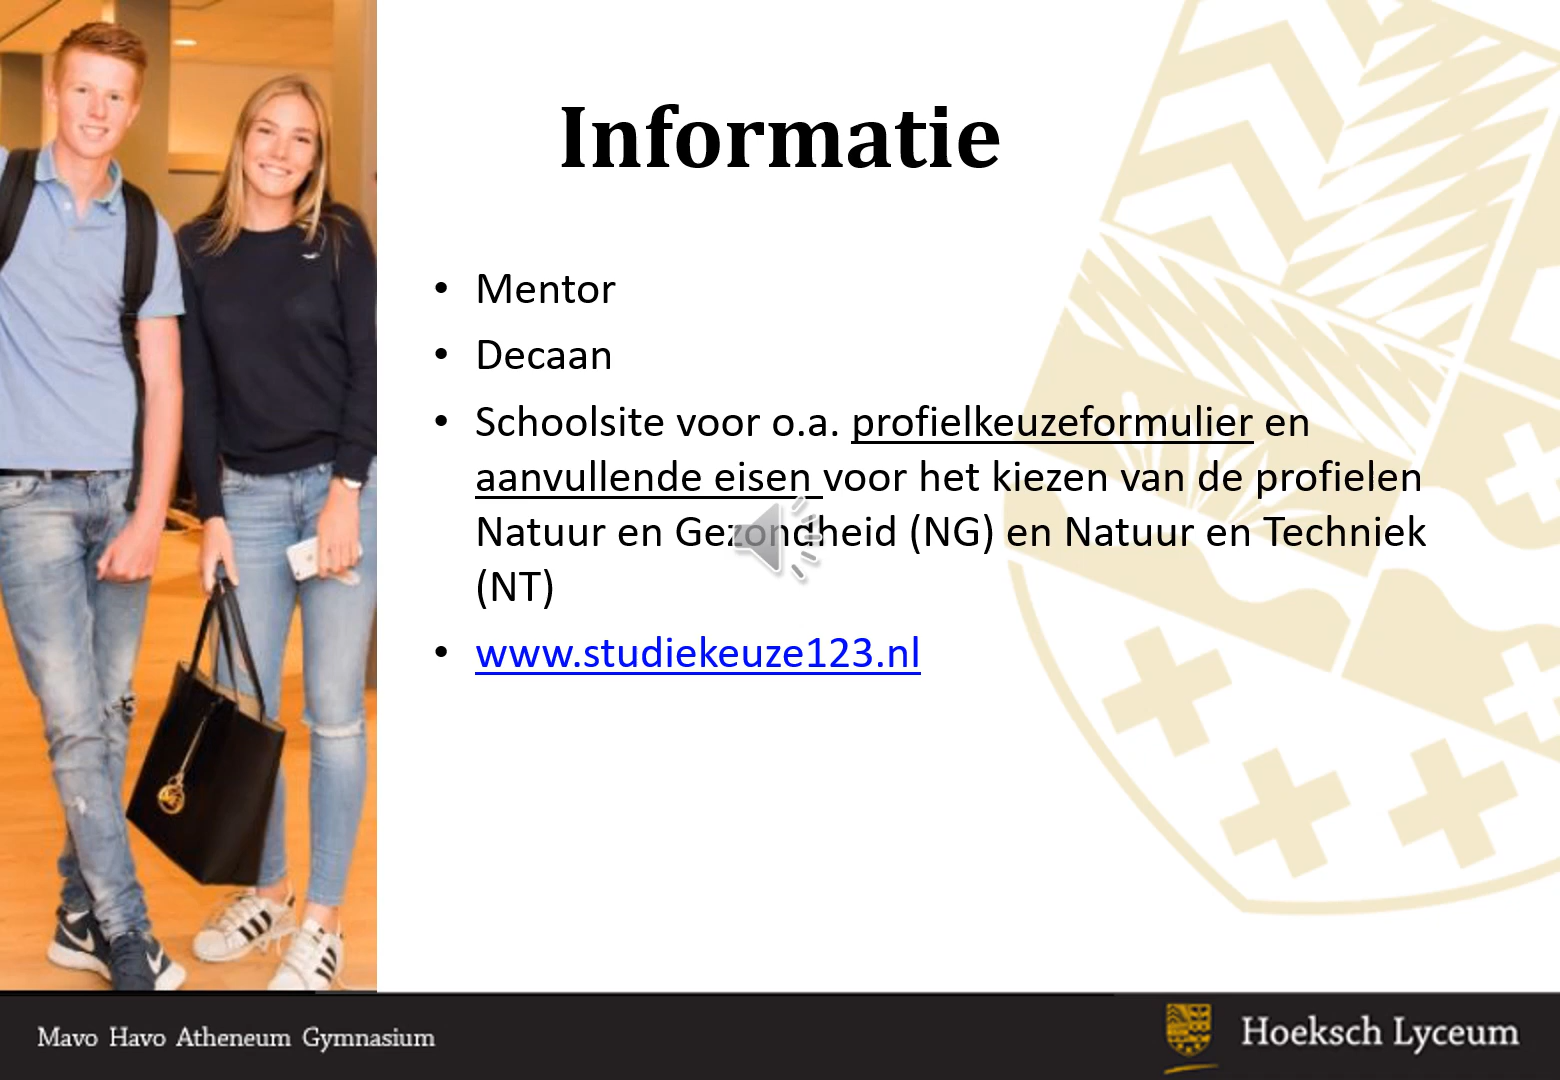 Informatie
• Mentor
• Decaan
• Schoolsite voor o.a. profielkeuzeformulier en
aanvullende eisen voor het kiezen van de profielen
Natuur en Gezondheid (NG) en Natuur en Techniek
(NT)
• www.studiekeuze123.nl
Mavo Havo Atheneum Gymnasium
Hoeksch Lyceum